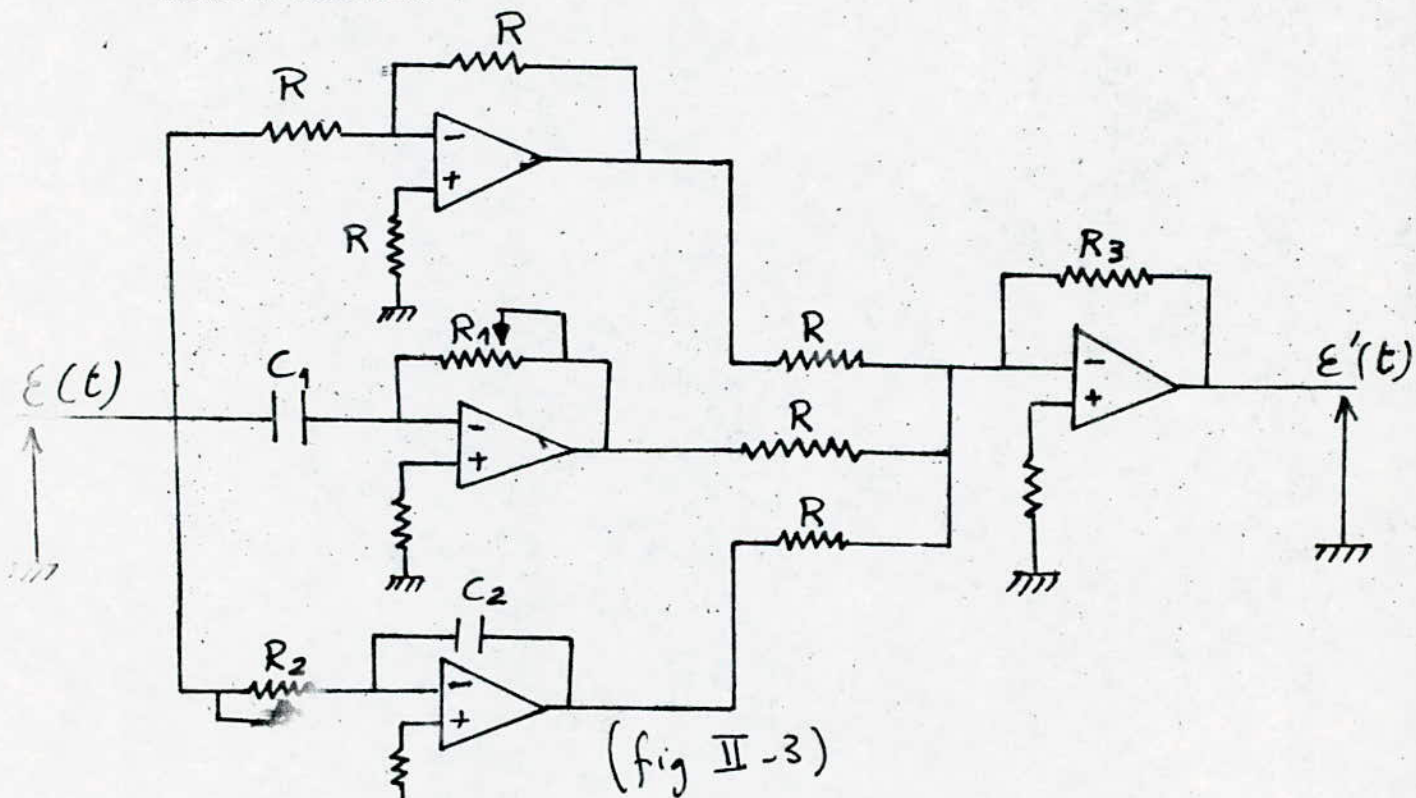 R
R
-
+
R
R₃
R₁
R
-
+
ε(t)
C₁
ε'(t)
-
+
R
R
C₂
R₂
-
+
(fig II-3)